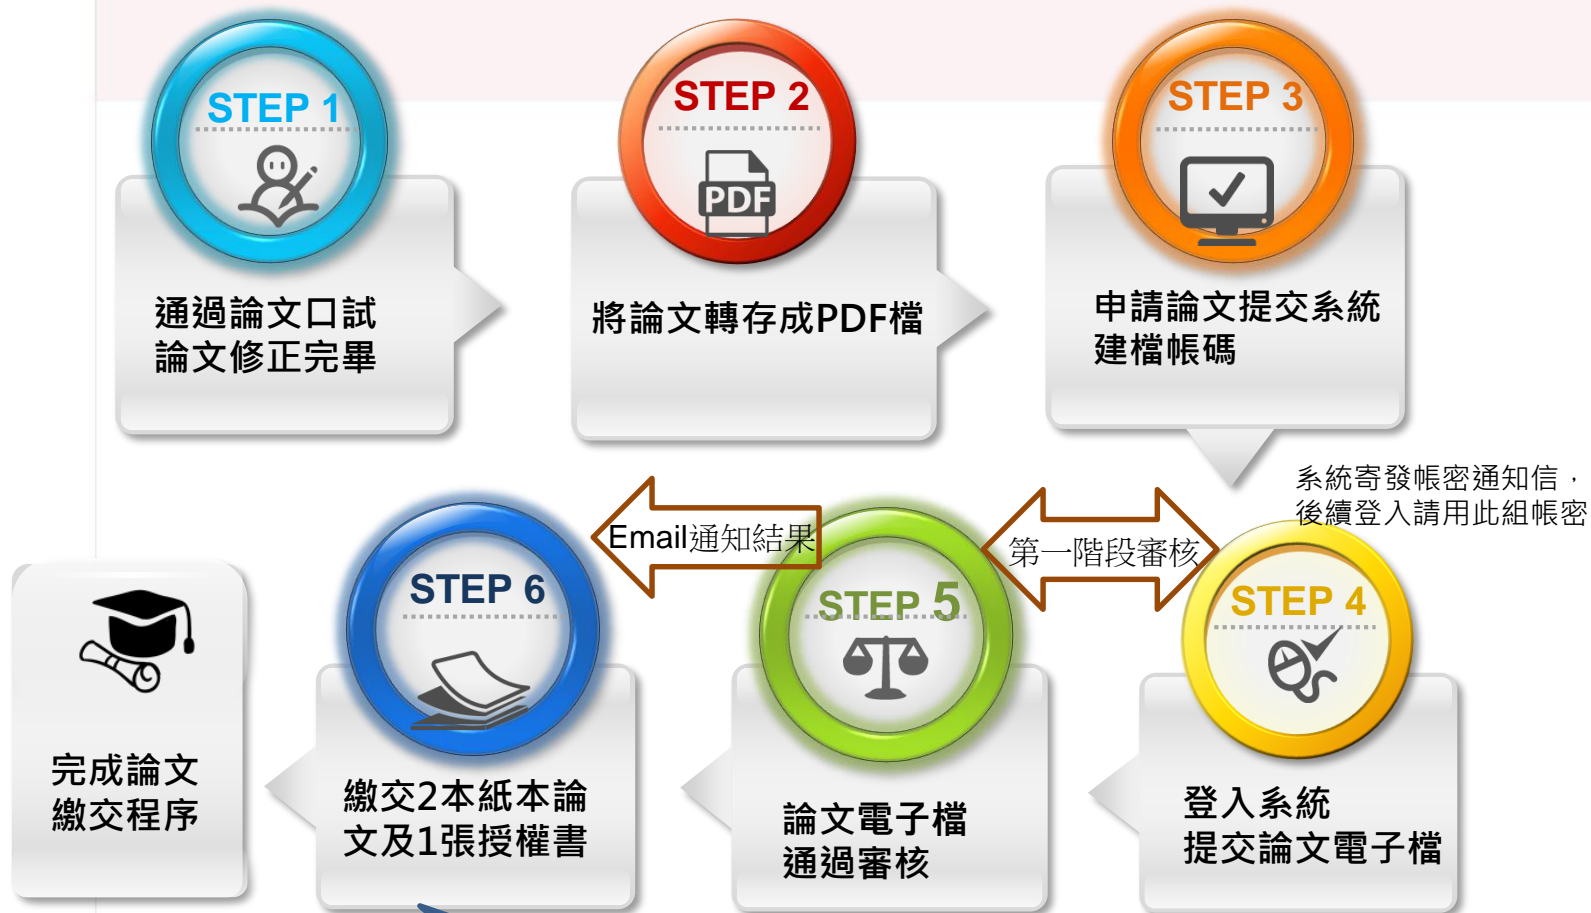 STEP 1
通過論文口試
論文修正完畢
STEP 2
PDF
將論文轉存成PDF檔
STEP 3
申請論文提交系統
建檔帳碼
系統寄發帳密通知信，
後續登入請用此組帳密
STEP 4
登入系統
提交論文電子檔
第一階段審核
STEP 5
論文電子檔
通過審核
Email通知結果
STEP 6
繳交2本紙本論
文及1張授權書
完成論文
繳交程序